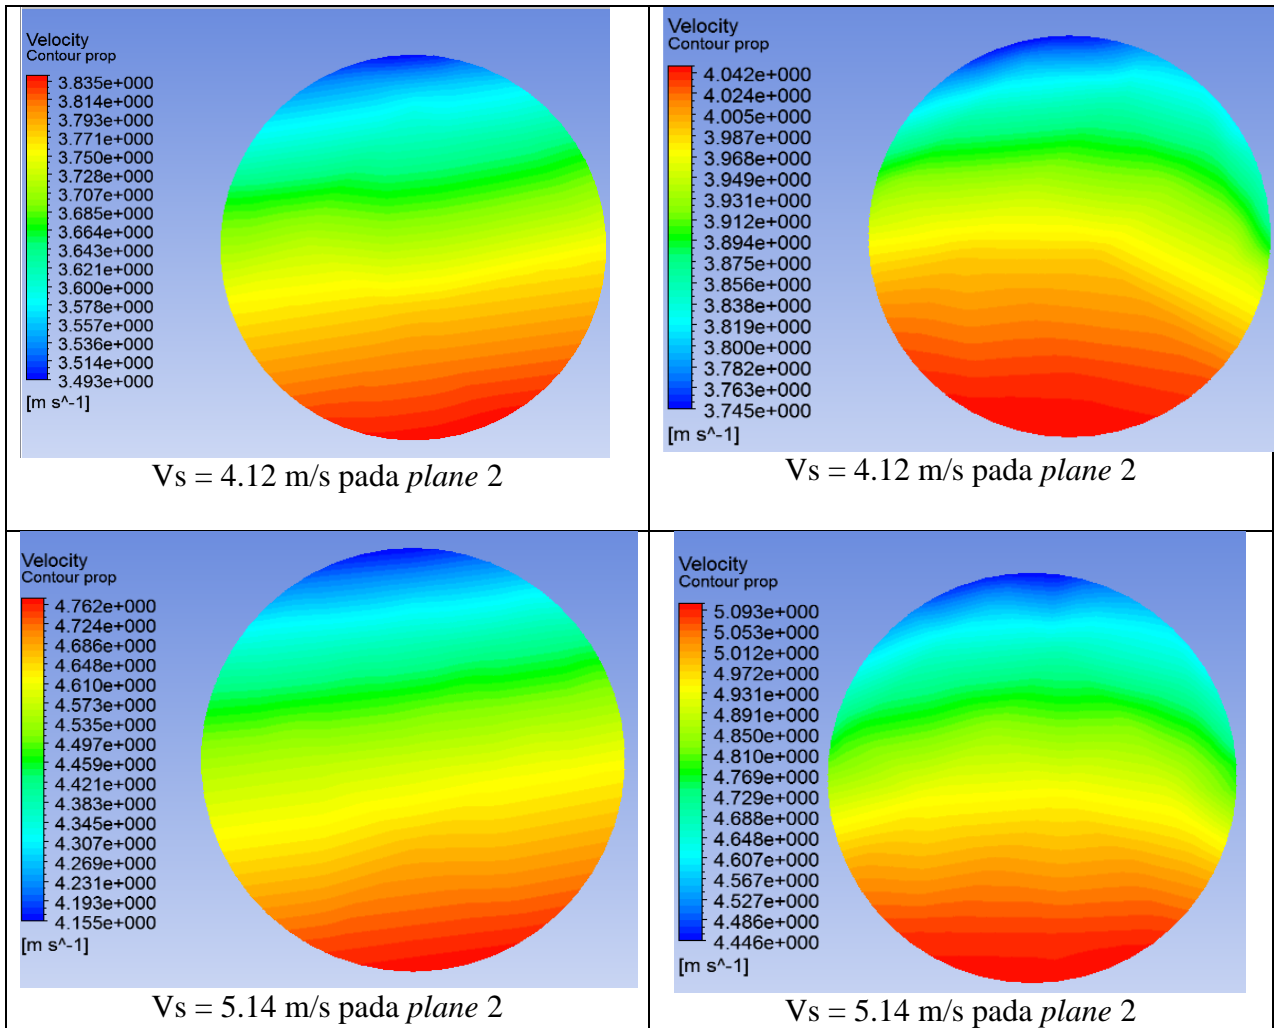 Velocity
Contour prop
3.835e+000
3.814e+000
3.793e+000
3.771e+000
3.750e+000
3.728e+000
3.707e+000
3.685e+000
3.664e+000
3.643e+000
3.621e+000
3.600e+000
3.578e+000
3.557e+000
3.536e+000
3.514e+000
3.493e+000
[m s^-1]
Vs = 4.12 m/s pada plane 2
Velocity
Contour prop
4.042e+000
4.024e+000
4.005e+000
3.987e+000
3.968e+000
3.949e+000
3.931e+000
3.912e+000
3.894e+000
3.875e+000
3.856e+000
3.838e+000
3.819e+000
3.800e+000
3.782e+000
3.763e+000
3.745e+000
[m s^-1]
Vs = 4.12 m/s pada plane 2
Velocity
Contour prop
4.762e+000
4.724e+000
4.686e+000
4.648e+000
4.610e+000
4.573e+000
4.535e+000
4.497e+000
4.459e+000
4.421e+000
4.383e+000
4.345e+000
4.307e+000
4.269e+000
4.231e+000
4.193e+000
4.155e+000
[m s^-1]
Vs = 5.14 m/s pada plane 2
Velocity
Contour prop
5.093e+000
5.053e+000
5.012e+000
4.972e+000
4.931e+000
4.891e+000
4.850e+000
4.810e+000
4.769e+000
4.729e+000
4.688e+000
4.648e+000
4.607e+000
4.567e+000
4.527e+000
4.486e+000
4.446e+000
[m s^-1]
Vs = 5.14 m/s pada plane 2